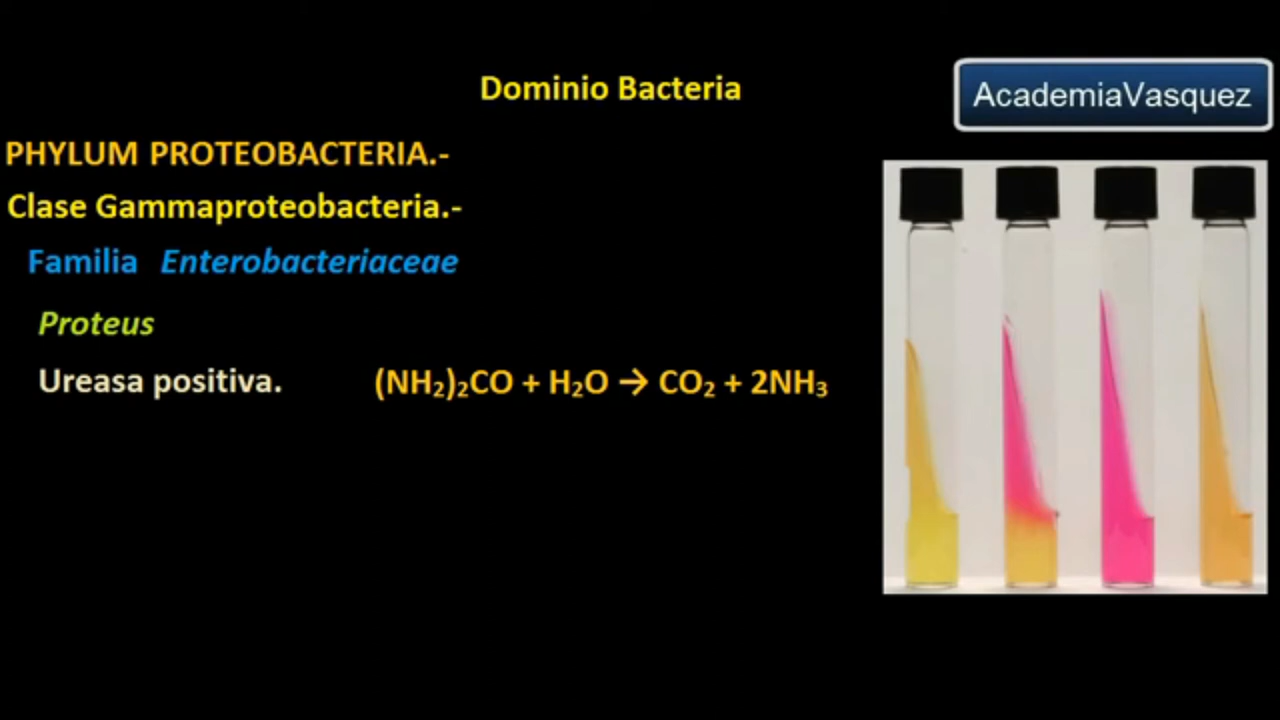 Dominio Bacteria
AcademiaVasquez
PHYLUM PROTEOBACTERIA.-
Clase Gammaproteobacteria.-
Familia Enterobacteriaceae
Proteus
Ureasa positiva. (NH₂)₂CO + H₂O → CO₂ + 2NH₃